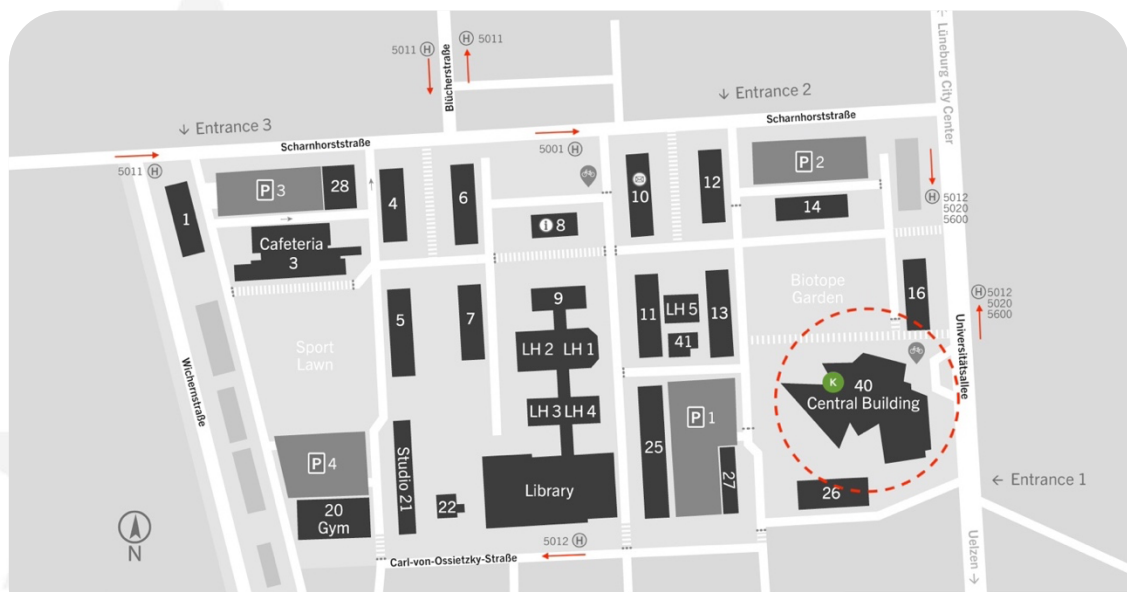 5011 H
H 5011
Blücherstraße
↓ Entrance 3
Scharnhorststraße
5011 H
5001 H
↓ Entrance 2
Scharnhorststraße
Lüneburg City Center
1
P 3
28
4
6
i 8
10
12
P 2
14
H 5012
5020
5600
Cafeteria
3
5
7
9
LH 2
LH 1
LH 3
LH 4
11
LH 5
41
13
Biotope
Garden
16
H 5012
5020
5600
Universitätsallee
Sport
Lawn
Wichernstraße
K
40
Central Building
P 4
20
Gym
Studio 21
22
Library
25
P 1
27
26
← Entrance 1
N
Carl-von-Ossietzky-Straße
5012 H
Uelzen